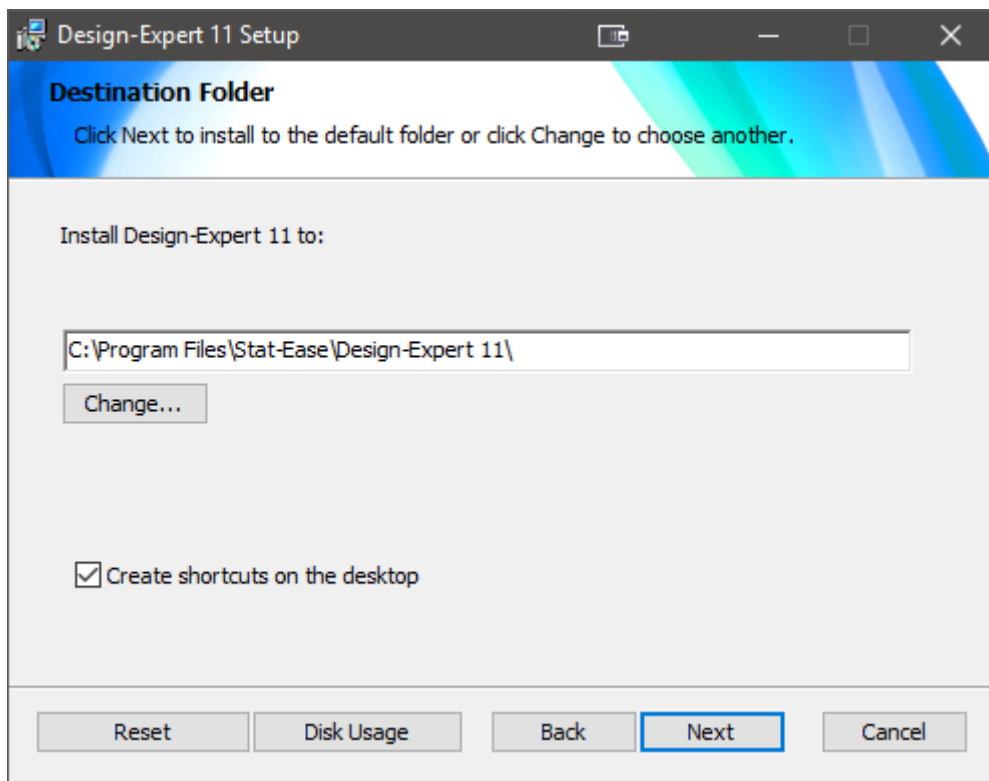 Design-Expert 11 Setup
Destination Folder
Click Next to install to the default folder or click Change to choose another.
Install Design-Expert 11 to:
C:\Program Files\Stat-Ease\Design-Expert 11\
Change...
Create shortcuts on the desktop
Reset Disk Usage Back Next Cancel